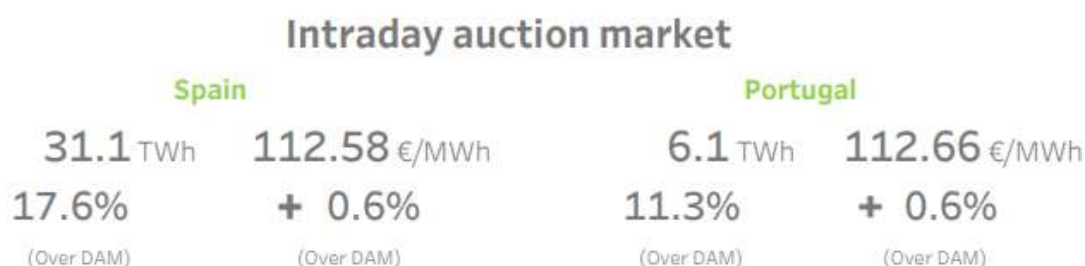 Intraday auction market
Spain Portugal
31.1 TWh 112.58 €/MWh 6.1 TWh 112.66 €/MWh
17.6% + 0.6% 11.3% + 0.6%
(Over DAM) (Over DAM) (Over DAM) (Over DAM)